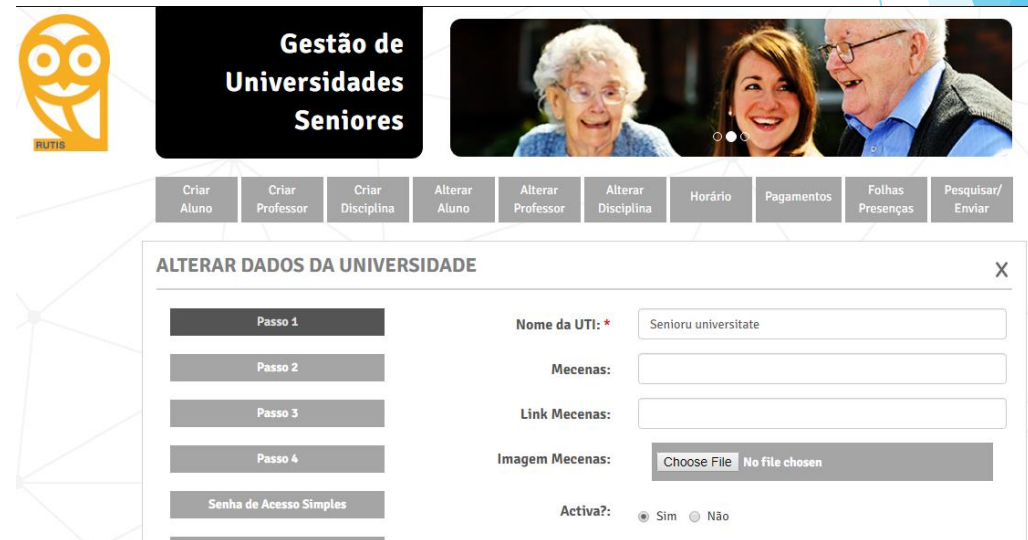 RUTIS
Gestão de
Universidades
Seniores
Criar
Aluno
Criar
Professor
Criar
Disciplina
Alterar
Aluno
Alterar
Professor
Alterar
Disciplina
Horário
Pagamentos
Folhas
Presenças
Pesquisar/
Enviar
ALTERAR DADOS DA UNIVERSIDADE
X
Passo 1
Nome da UTI: *
Senioru universitate
Passo 2
Mecenas:
Passo 3
Link Mecenas:
Passo 4
Imagem Mecenas:
Choose File No file chosen
Senha de Acesso Simples
Activa?:
Sim Não